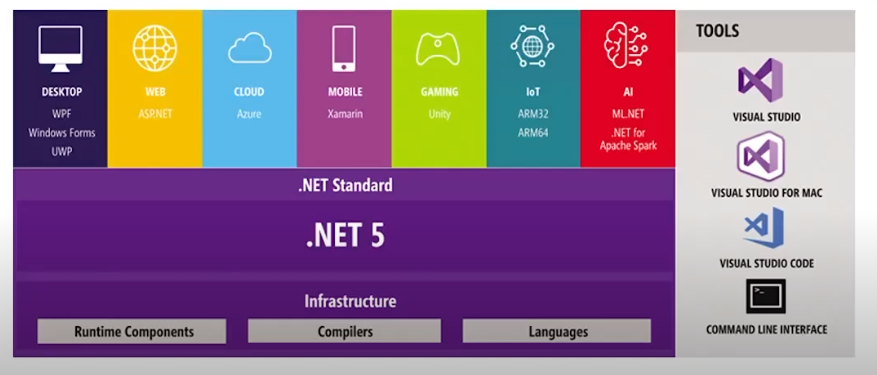 DESKTOP
WPF
Windows Forms
UWP
WEB
ASP.NET
CLOUD
Azure
MOBILE
Xamarin
GAMING
Unity
IoT
ARM32
ARM64
AI
ML.NET
.NET for
Apache Spark
.NET Standard
.NET 5
Infrastructure
Runtime Components
Compilers
Languages
TOOLS
VISUAL STUDIO
VISUAL STUDIO FOR MAC
VISUAL STUDIO CODE
>_
COMMAND LINE INTERFACE